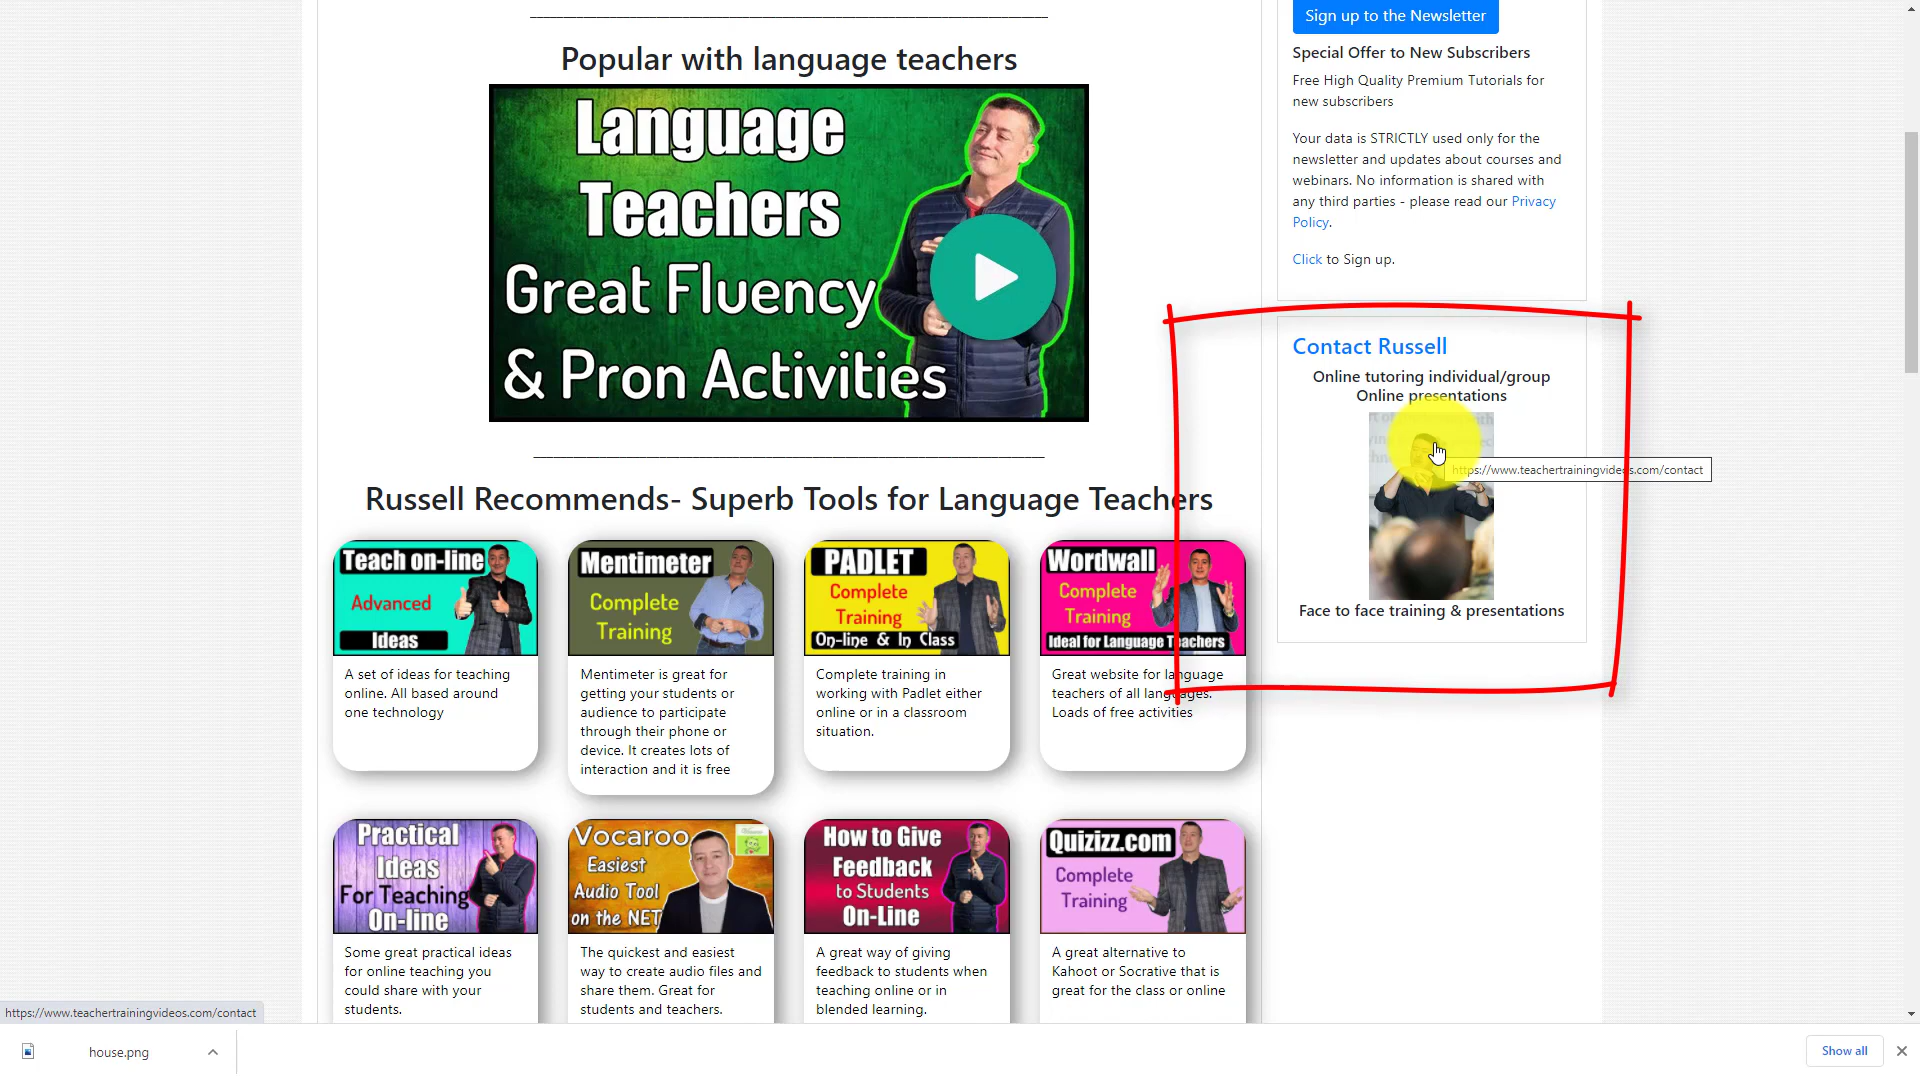 Popular with language teachers
Language
Teachers
Great Fluency
& Pron Activities
Russell Recommends- Superb Tools for Language Teachers
Teach on-line
Advanced
Ideas
A set of ideas for teaching
online. All based around
one technology
Mentimeter
Complete
Training
Mentimeter is great for
getting your students or
audience to participate
through their phone or
device. It creates lots of
interaction and it is free
PADLET
Complete
Training
On-line & In Class
Complete training in
working with Padlet either
online or in a classroom
situation.
Wordwall
Complete
Training
Ideal for Language Teachers
Great website for language
teachers of all languages.
Loads of free activities
Practical
Ideas
For Teaching
On-line
Some great practical ideas
for online teaching you
could share with your
students.
Vocaroo
Easiest
Audio Tool
on the NET
The quickest and easiest
way to create audio files and
share them. Great for
students and teachers.
How to Give
Feedback
to Students
On-Line
A great way of giving
feedback to students when
teaching online or in
blended learning.
Quizizz.com
Complete
Training
A great alternative to
Kahoot or Socrative that is
great for the class or online
Sign up to the Newsletter
Special Offer to New Subscribers
Free High Quality Premium Tutorials for
new subscribers
Your data is STRICTLY used only for the
newsletter and updates about courses and
webinars. No information is shared with
any third parties - please read our Privacy
Policy.
Click to Sign up.
Contact Russell
Online tutoring individual/group
Online presentations
https://www.teachertrainingvideos.com/contact
Face to face training & presentations
https://www.teachertrainingvideos.com/contact
house.png
Show all